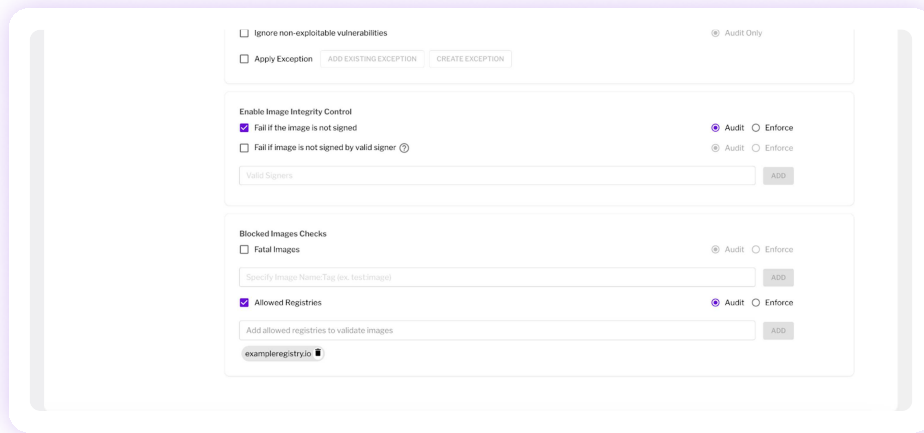 Ignore non-exploitable vulnerabilities Audit Only
Apply Exception ADD EXISTING EXCEPTION CREATE EXCEPTION
Enable Image Integrity Control
Fail if the image is not signed Audit Enforce
Fail if image is not signed by valid signer ? Audit Enforce
Valid Signers ADD
Blocked Images Checks
Fatal Images Audit Enforce
Specify Image Name:Tag (ex. testimage) ADD
Allowed Registries Audit Enforce
Add allowed registries to validate images ADD
exampleregistry.io